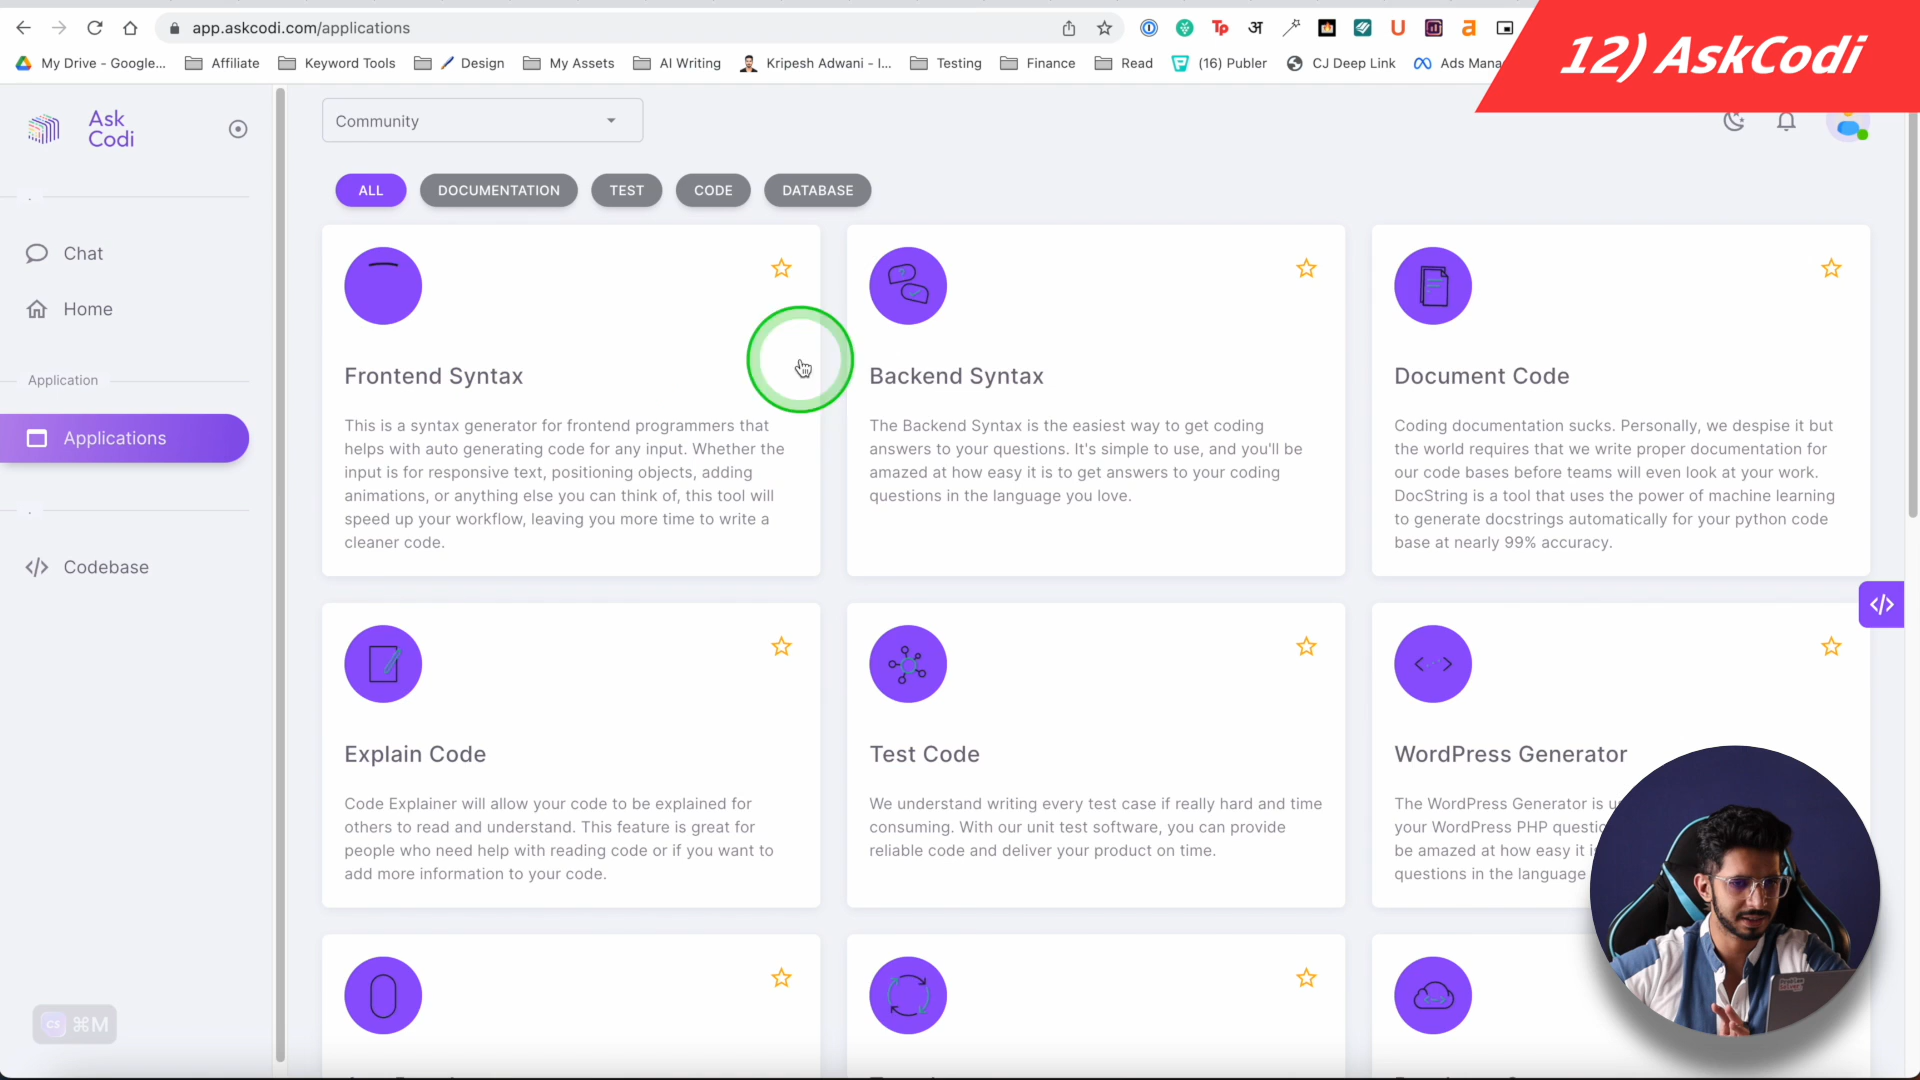 app.askcodi.com/applications
12) AskCodi
My Drive - Google...
Affiliate
Keyword Tools
Design
My Assets
AI Writing
Kripesh Adwani - I...
Testing
Finance
Read
(16) Publer
CJ Deep Link
Ads Mana
Ask
Codi
Community
ALL
DOCUMENTATION
TEST
CODE
DATABASE
Chat
Home
Application
Applications
Codebase
Frontend Syntax
This is a syntax generator for frontend programmers that
helps with auto generating code for any input. Whether the
input is for responsive text, positioning objects, adding
animations, or anything else you can think of, this tool will
speed up your workflow, leaving you more time to write a
cleaner code.
Backend Syntax
The Backend Syntax is the easiest way to get coding
answers to your questions. It's simple to use, and you'll be
amazed at how easy it is to get answers to your coding
questions in the language you love.
Document Code
Coding documentation sucks. Personally, we despise it but
the world requires that we write proper documentation for
our code bases before teams will even look at your work.
DocString is a tool that uses the power of machine learning
to generate docstrings automatically for your python code
base at nearly 99% accuracy.
Explain Code
Code Explainer will allow your code to be explained for
others to read and understand. This feature is great for
people who need help with reading code or if you want to
add more information to your code.
Test Code
We understand writing every test case if really hard and time
consuming. With our unit test software, you can provide
reliable code and deliver your product on time.
WordPress Generator
The WordPress Generator is
your WordPress PHP
be amazed at how easy
questions in the language
⌘M